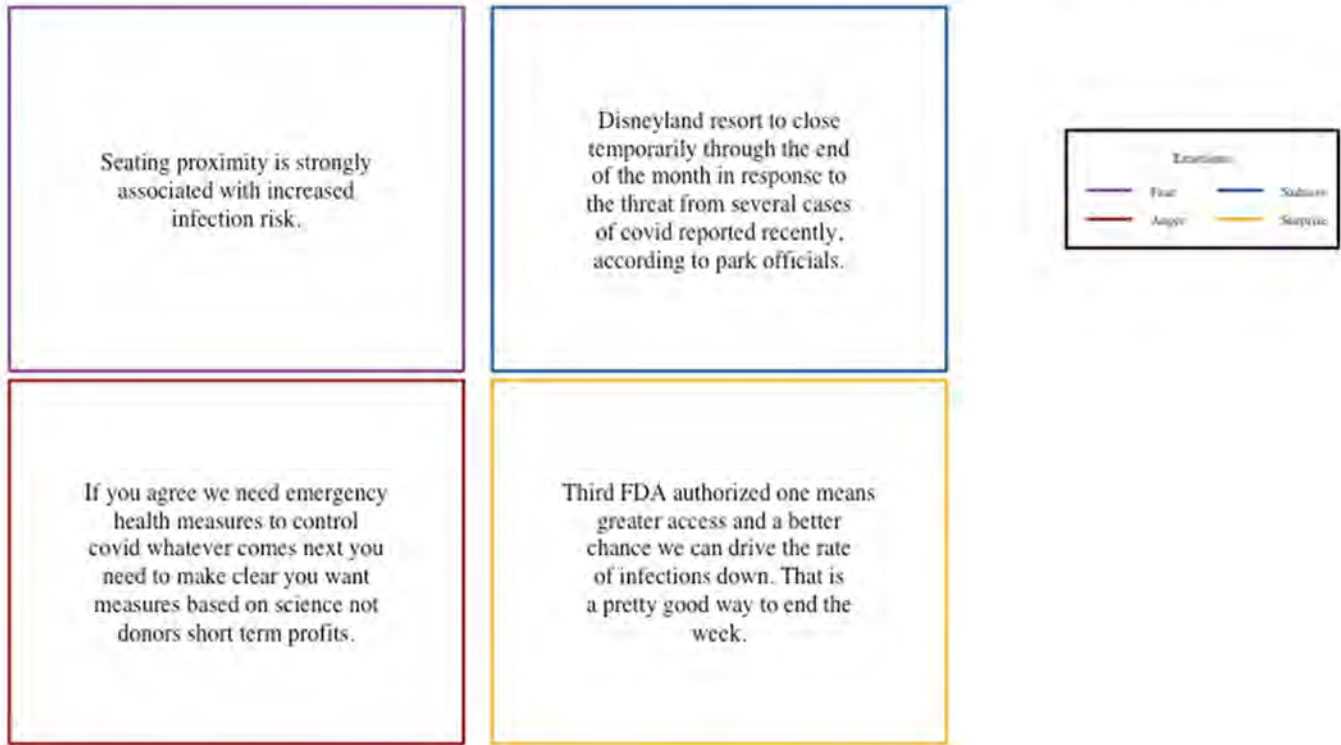 Seating proximity is strongly
associated with increased
infection risk.
Disneyland resort to close
temporarily through the end
of the month in response to
the threat from several cases
of covid reported recently,
according to park officials.
If you agree we need emergency
health measures to control
covid whatever comes next you
need to make clear you want
measures based on science not
donors short term profits.
Third FDA authorized one means
greater access and a better
chance we can drive the rate
of infections down. That is
a pretty good way to end the
week.
Emotions
Fear
Sadness
Anger
Surprise